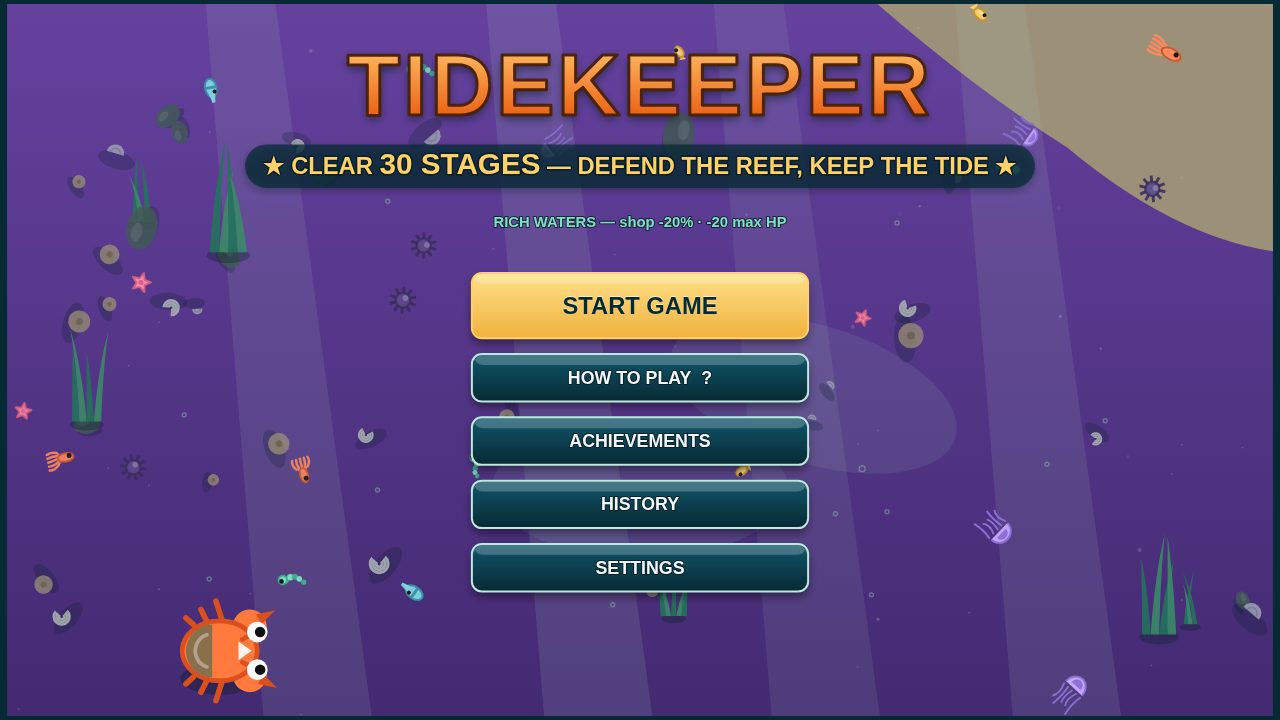 TIDEKEEPER
★ CLEAR 30 STAGES — DEFEND THE REEF, KEEP THE TIDE ★
RICH WATERS — shop -20% · -20 max HP
START GAME
HOW TO PLAY ?
ACHIEVEMENTS
HISTORY
SETTINGS